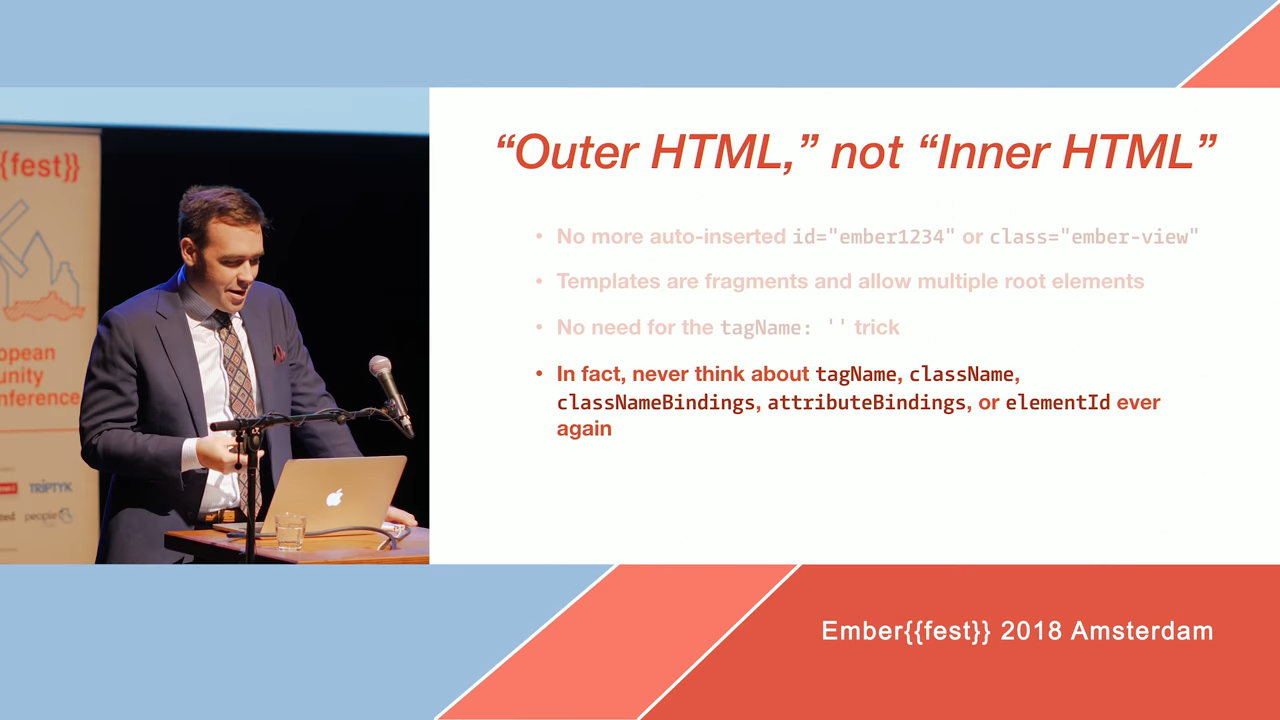 {fest}}
opean
unity
nference
TRIPTYK
ted
people
“Outer HTML,” not “Inner HTML”
• No more auto-inserted id="ember1234" or class="ember-view"
• Templates are fragments and allow multiple root elements
• No need for the tagName: '' trick
• In fact, never think about tagName, className,
classNameBindings, attributeBindings, or elementId ever
again
Ember{{fest}} 2018 Amsterdam